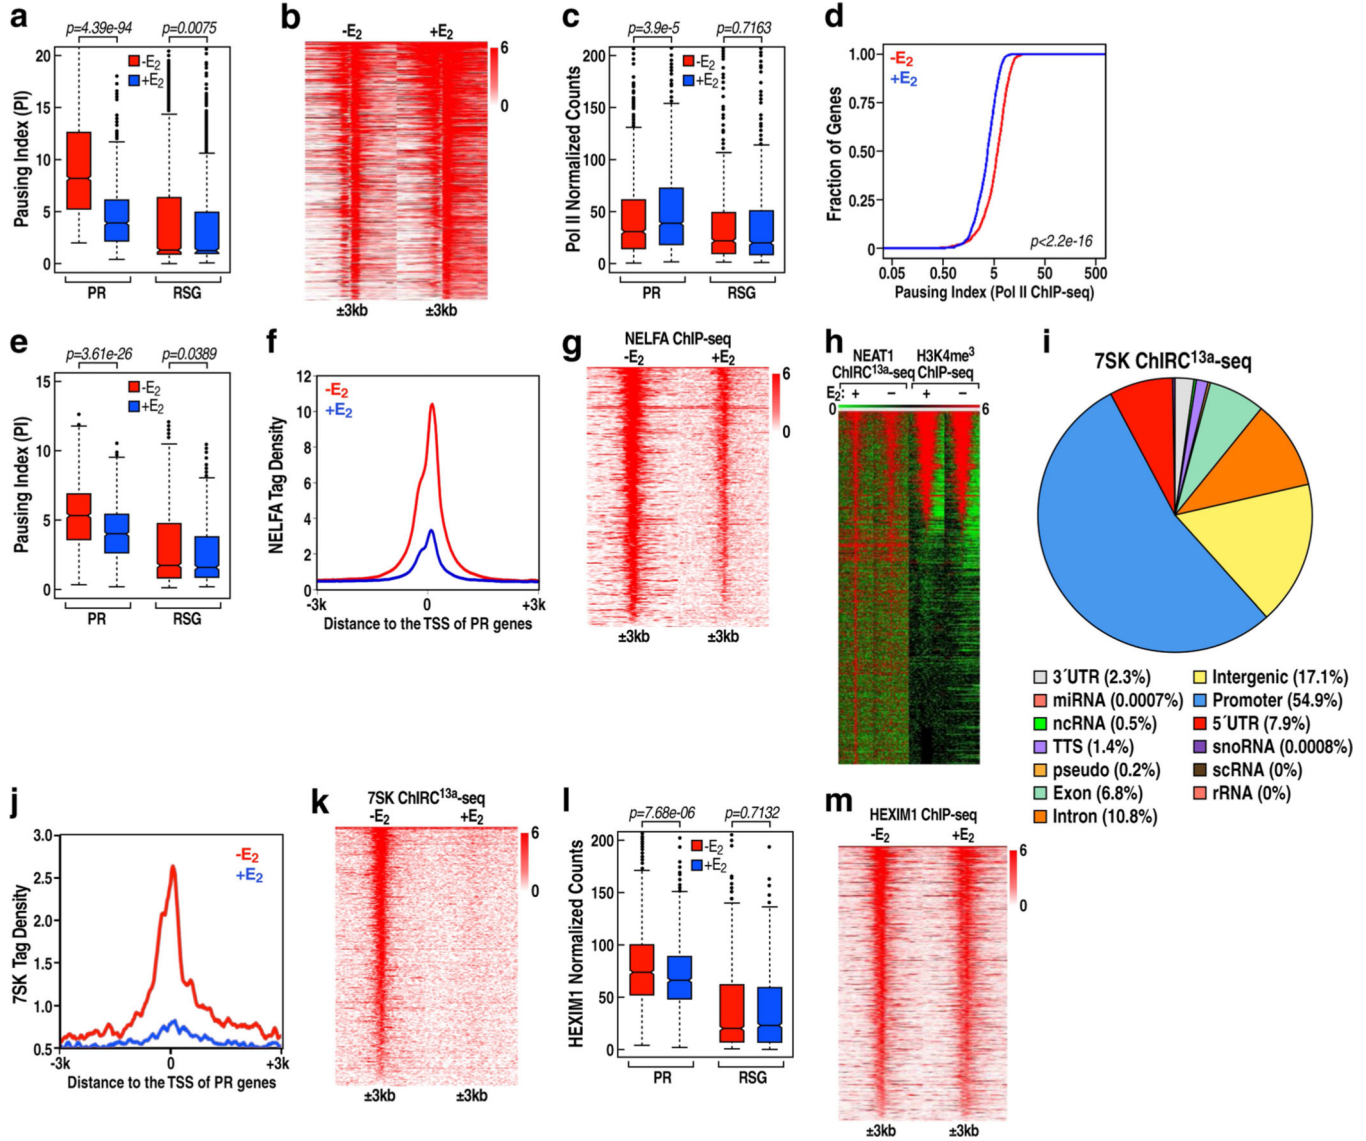 a
p=4.39e-94 p=0.0075
Pausing Index (PI)
20
15
10
5
0
-E2
+E2
PR RSG
b
-E2 +E2
6
0
±3kb ±3kb
c
p=3.9e-5 p=0.7163
Pol II Normalized Counts
200
150
100
50
0
-E2
+E2
PR RSG
d
-E2
+E2
Fraction of Genes
1.00
0.75
0.50
0.25
0
p<2.2e-16
0.05 0.50 5 50 500
Pausing Index (Pol II ChIP-seq)
e
p=3.61e-26 p=0.0389
Pausing Index (PI)
15
10
5
0
-E2
+E2
PR RSG
f
-E2
+E2
NELFA Tag Density
12
10
8
6
4
2
0
-3k 0 +3k
Distance to the TSS of PR genes
g
NELFA ChIP-seq
-E2 +E2
6
0
±3kb ±3kb
h
NEAT1 H3K4me3
ChIRC13a-seq ChIP-seq
E2: + – + –
0 6
i
7SK ChIRC13a-seq
3´UTR (2.3%) Intergenic (17.1%)
miRNA (0.0007%) Promoter (54.9%)
ncRNA (0.5%) 5´UTR (7.9%)
TTS (1.4%) snoRNA (0.0008%)
pseudo (0.2%) scRNA (0%)
Exon (6.8%) rRNA (0%)
Intron (10.8%)
j
-E2
+E2
7SK Tag Density
3.0
2.5
2.0
1.5
1.0
0.5
-3k 0 +3k
Distance to the TSS of PR genes
k
7SK ChIRC13a-seq
-E2 +E2
6
0
±3kb ±3kb
l
p=7.68e-06 p=0.7132
HEXIM1 Normalized Counts
200
150
100
50
0
-E2
+E2
PR RSG
m
HEXIM1 ChIP-seq
-E2 +E2
6
0
±3kb ±3kb